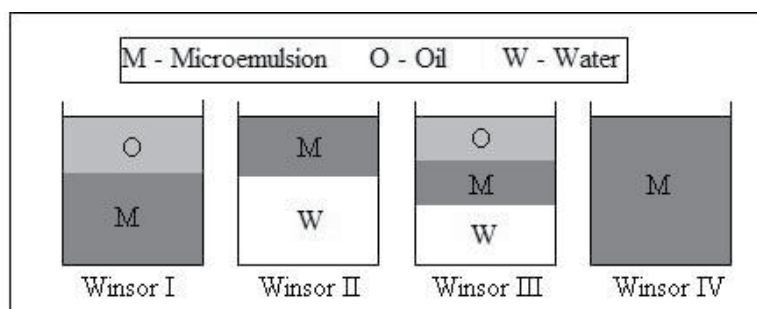 M - Microemulsion O - Oil W - Water
O M O M
M W M W
Winsor I Winsor II Winsor III Winsor IV